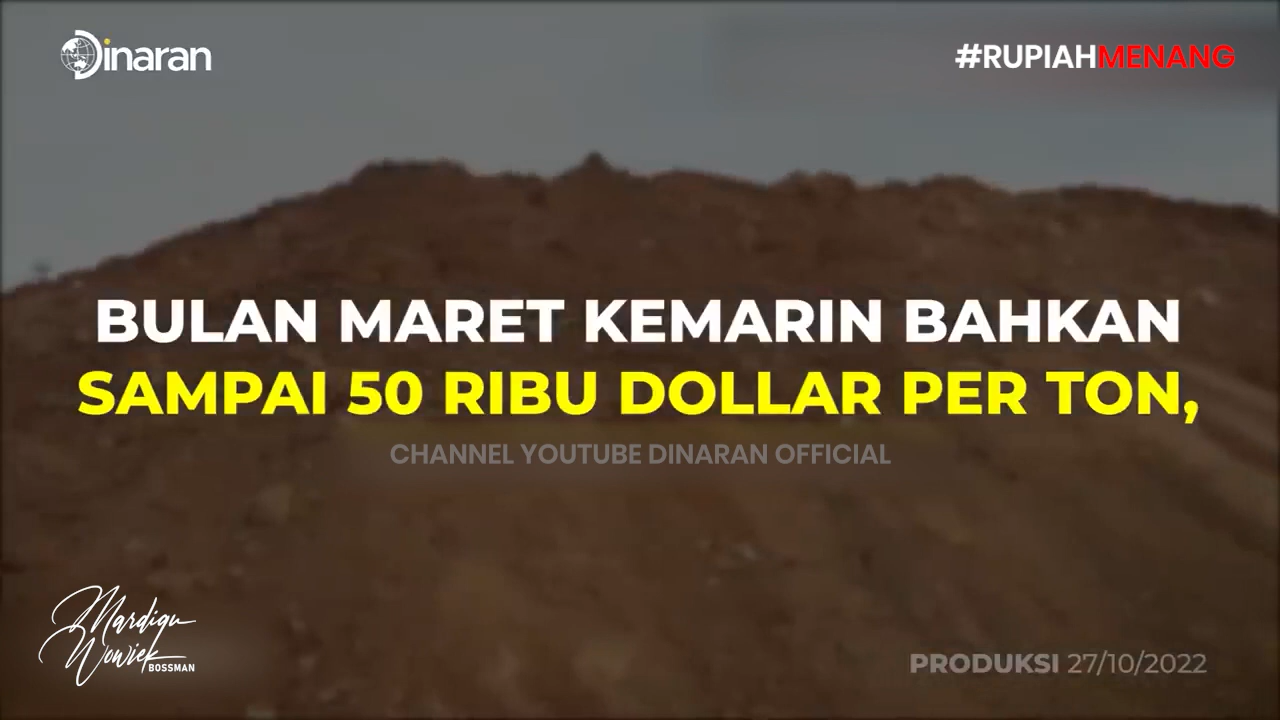 Dinaran
#RUPIAHMENANG
BULAN MARET KEMARIN BAHKAN
SAMPAI 50 RIBU DOLLAR PER TON,
CHANNEL YOUTUBE DINARAN OFFICIAL
Mardigu
Wowiek
BOSSMAN
PRODUKSI 27/10/2022